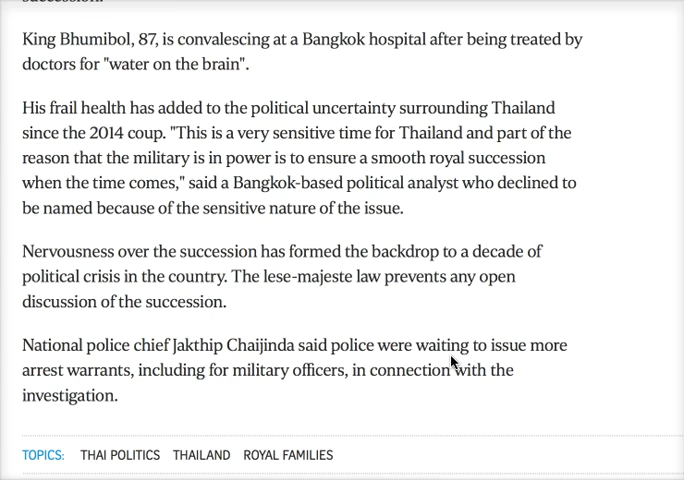 succession.
King Bhumibol, 87, is convalescing at a Bangkok hospital after being treated by
doctors for "water on the brain".
His frail health has added to the political uncertainty surrounding Thailand
since the 2014 coup. "This is a very sensitive time for Thailand and part of the
reason that the military is in power is to ensure a smooth royal succession
when the time comes," said a Bangkok-based political analyst who declined to
be named because of the sensitive nature of the issue.
Nervousness over the succession has formed the backdrop to a decade of
political crisis in the country. The lese-majeste law prevents any open
discussion of the succession.
National police chief Jakthip Chaijinda said police were waiting to issue more
arrest warrants, including for military officers, in connection with the
investigation.
TOPICS: THAI POLITICS THAILAND ROYAL FAMILIES